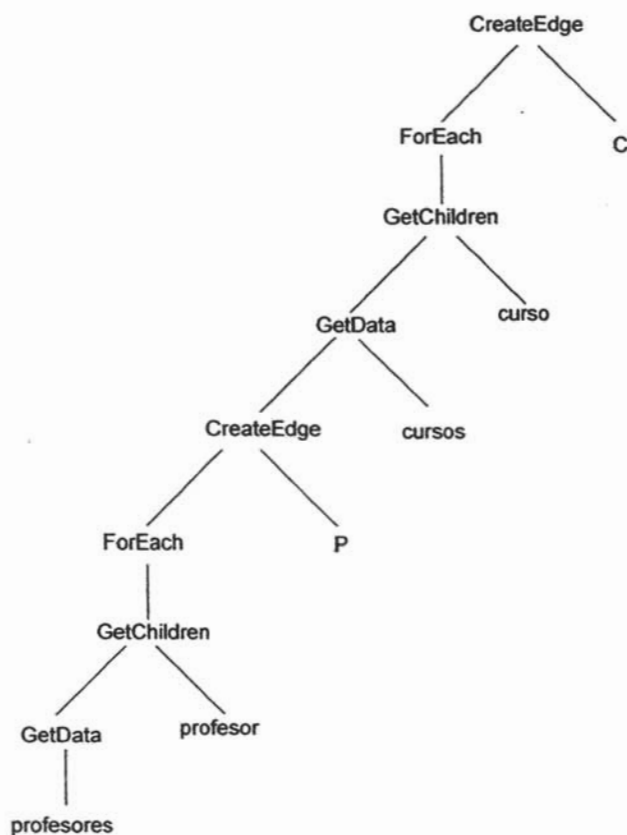 CreateEdge
ForEach
C
GetChildren
curso
GetData
cursos
CreateEdge
ForEach
P
GetChildren
profesor
GetData
profesores